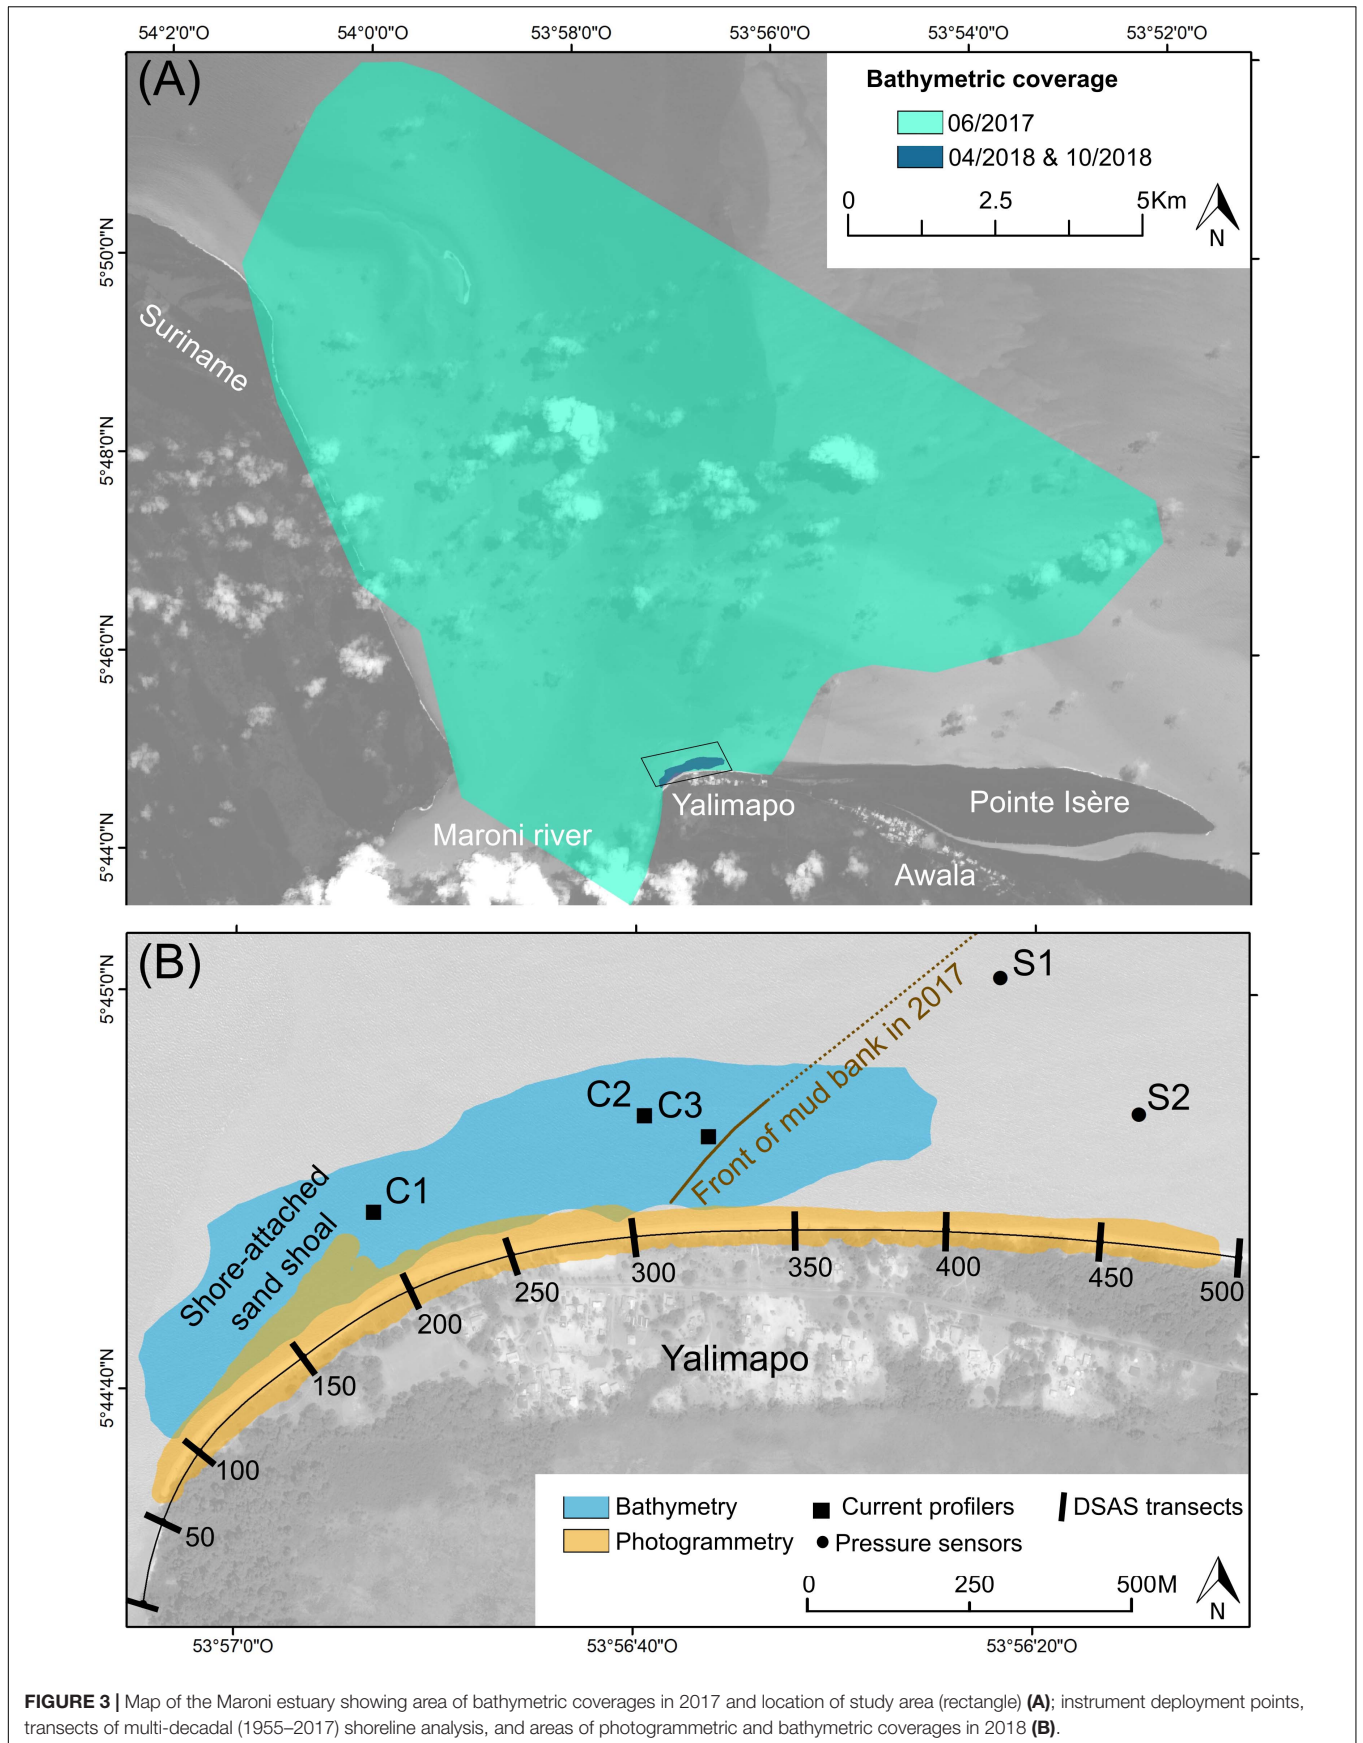 54°2'0"O 54°0'0"O 53°58'0"O 53°56'0"O 53°54'0"O 53°52'0"O
(A)
Bathymetric coverage
06/2017
04/2018 & 10/2018
0 2.5 5Km
N
5°50'0"N
5°48'0"N
5°46'0"N
5°44'0"N
Suriname
Maroni river
Yalimapo
Pointe Isère
Awala
(B)
5°45'0"N
5°44'40"N
S1
S2
C2 C3
C1
Front of mud bank in 2017
Shore-attached
sand shoal
50
100
150
200
250
300
350
400
450
500
Yalimapo
Bathymetry
Photogrammetry
Current profilers
Pressure sensors
DSAS transects
0 250 500M
N
53°57'0"O 53°56'40"O 53°56'20"O
FIGURE 3 | Map of the Maroni estuary showing area of bathymetric coverages in 2017 and location of study area (rectangle) (A); instrument deployment points,
transects of multi-decadal (1955–2017) shoreline analysis, and areas of photogrammetric and bathymetric coverages in 2018 (B).